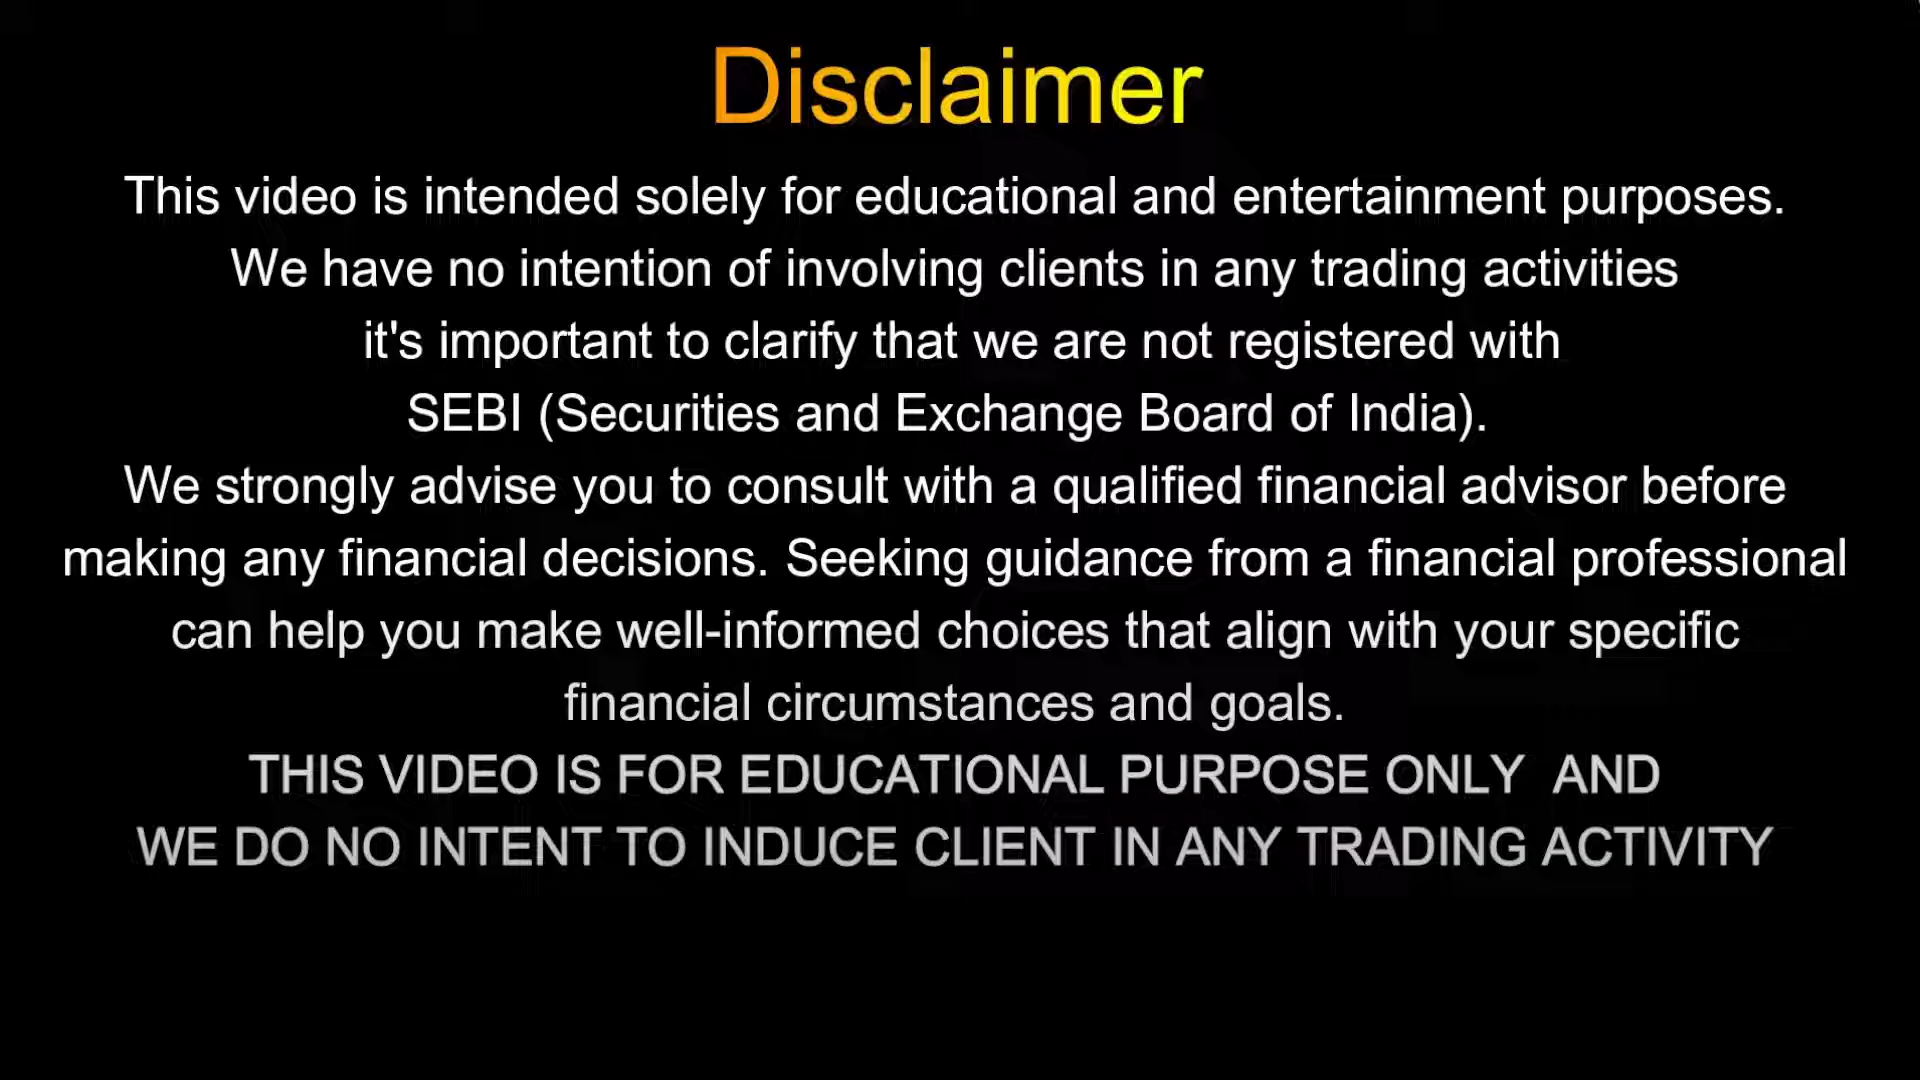 Disclaimer
This video is intended solely for educational and entertainment purposes.
We have no intention of involving clients in any trading activities
it's important to clarify that we are not registered with
SEBI (Securities and Exchange Board of India).
We strongly advise you to consult with a qualified financial advisor before
making any financial decisions. Seeking guidance from a financial professional
can help you make well-informed choices that align with your specific
financial circumstances and goals.
THIS VIDEO IS FOR EDUCATIONAL PURPOSE ONLY  AND
WE DO NO INTENT TO INDUCE CLIENT IN ANY TRADING ACTIVITY